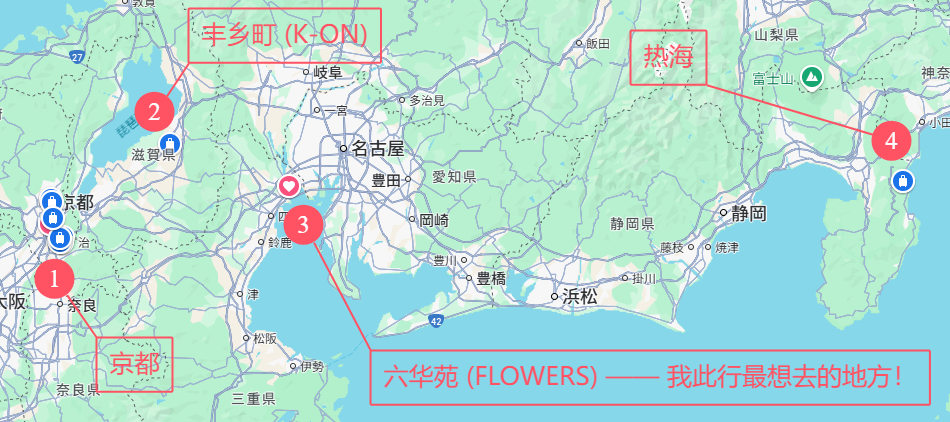 敦賀
丰乡町 (K-ON)
27
岐阜
飯田
热海
山梨県
富士山
神奈
一宮
多治見
2
琵琶
滋賀県
名古屋
小田
4
京都
豊田
愛知県
治
四
3
岡崎
静岡県
静岡
鈴鹿
豊川
藤枝
焼津
1
大阪
奈良
津
豊橋
掛川
浜松
42
松阪
京都
伊勢
六华苑 (FLOWERS) —— 我此行最想去的地方！
奈良県
三重県